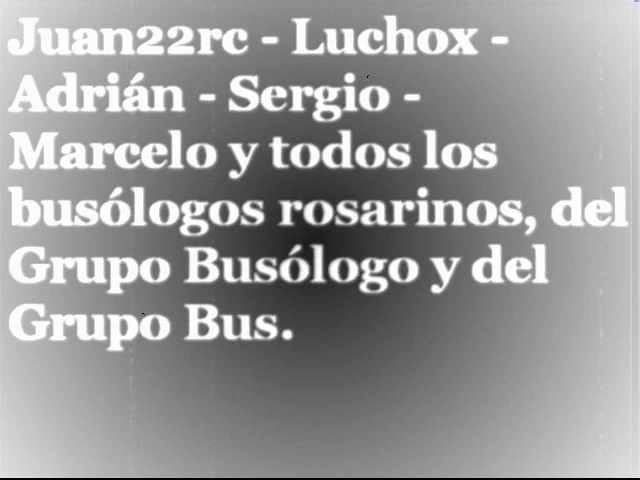 Juan22rc - Luchox -
Adrián - Sergio -
Marcelo y todos los
busólogos rosarinos, del
Grupo Busólogo y del
Grupo Bus.